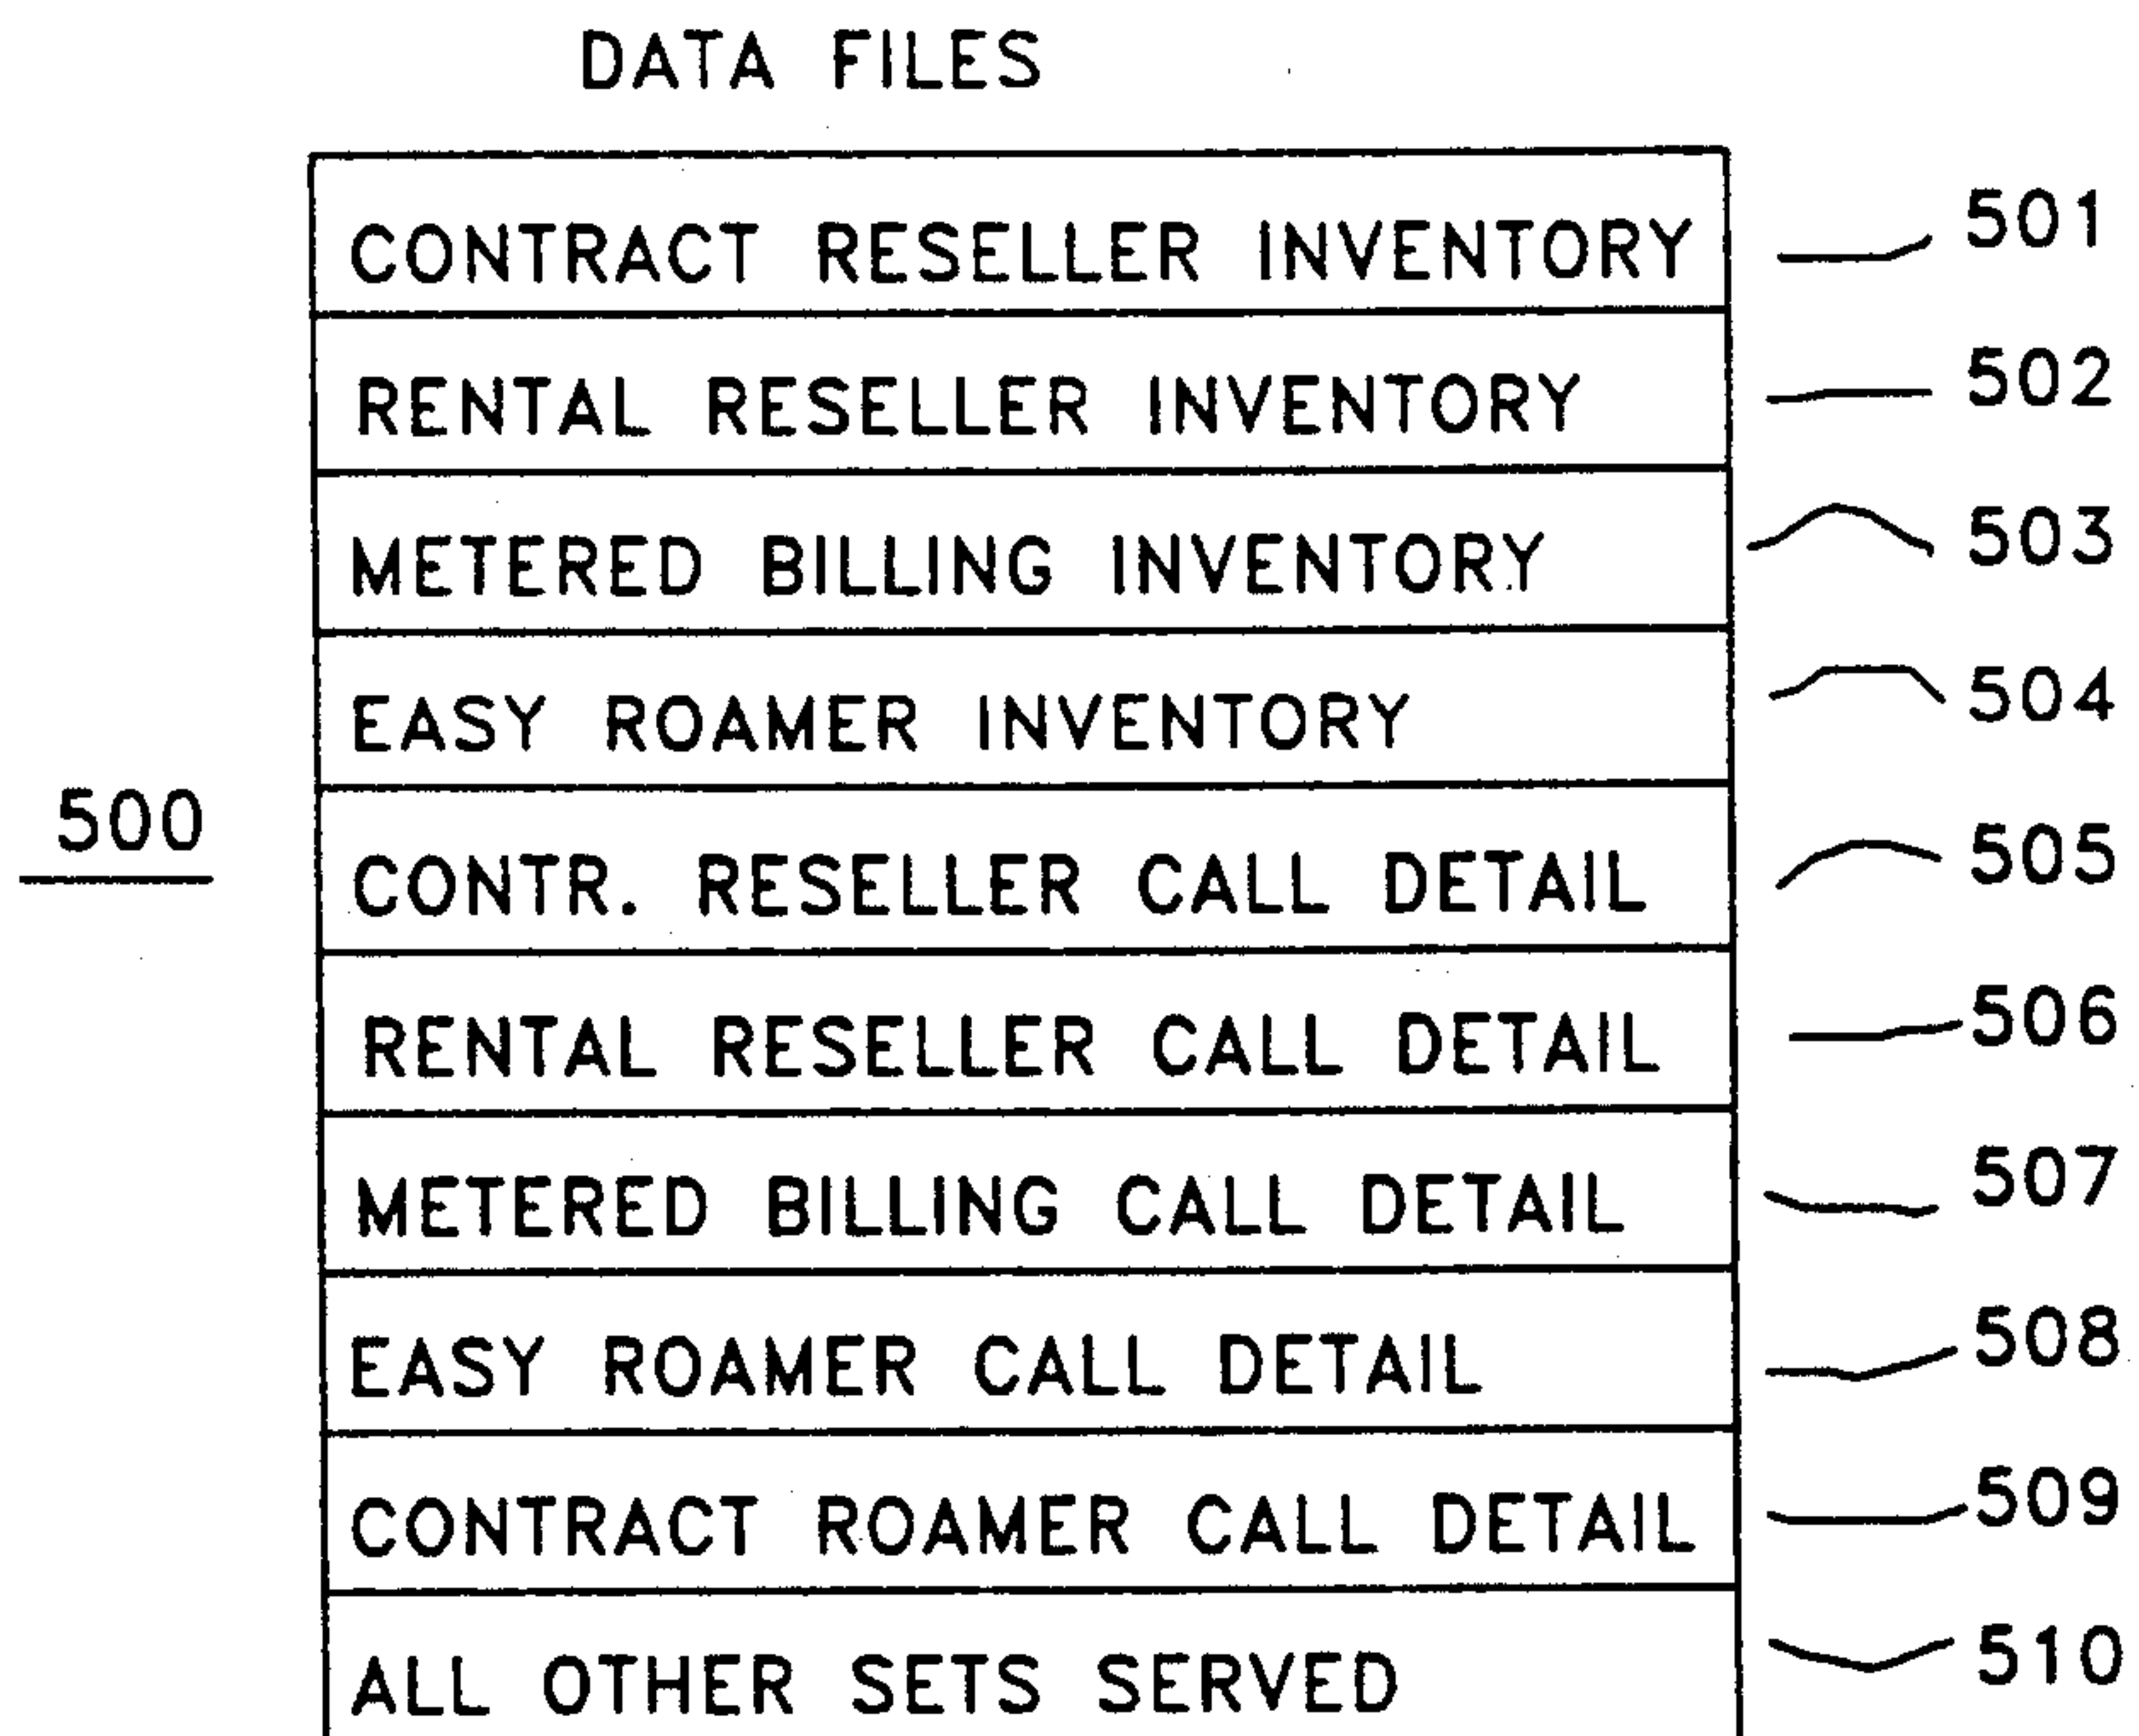 DATA FILES
CONTRACT RESELLER INVENTORY 501
RENTAL RESELLER INVENTORY 502
METERED BILLING INVENTORY 503
EASY ROAMER INVENTORY 504
500
CONTR. RESELLER CALL DETAIL 505
RENTAL RESELLER CALL DETAIL 506
METERED BILLING CALL DETAIL 507
EASY ROAMER CALL DETAIL 508
CONTRACT ROAMER CALL DETAIL 509
ALL OTHER SETS SERVED 510